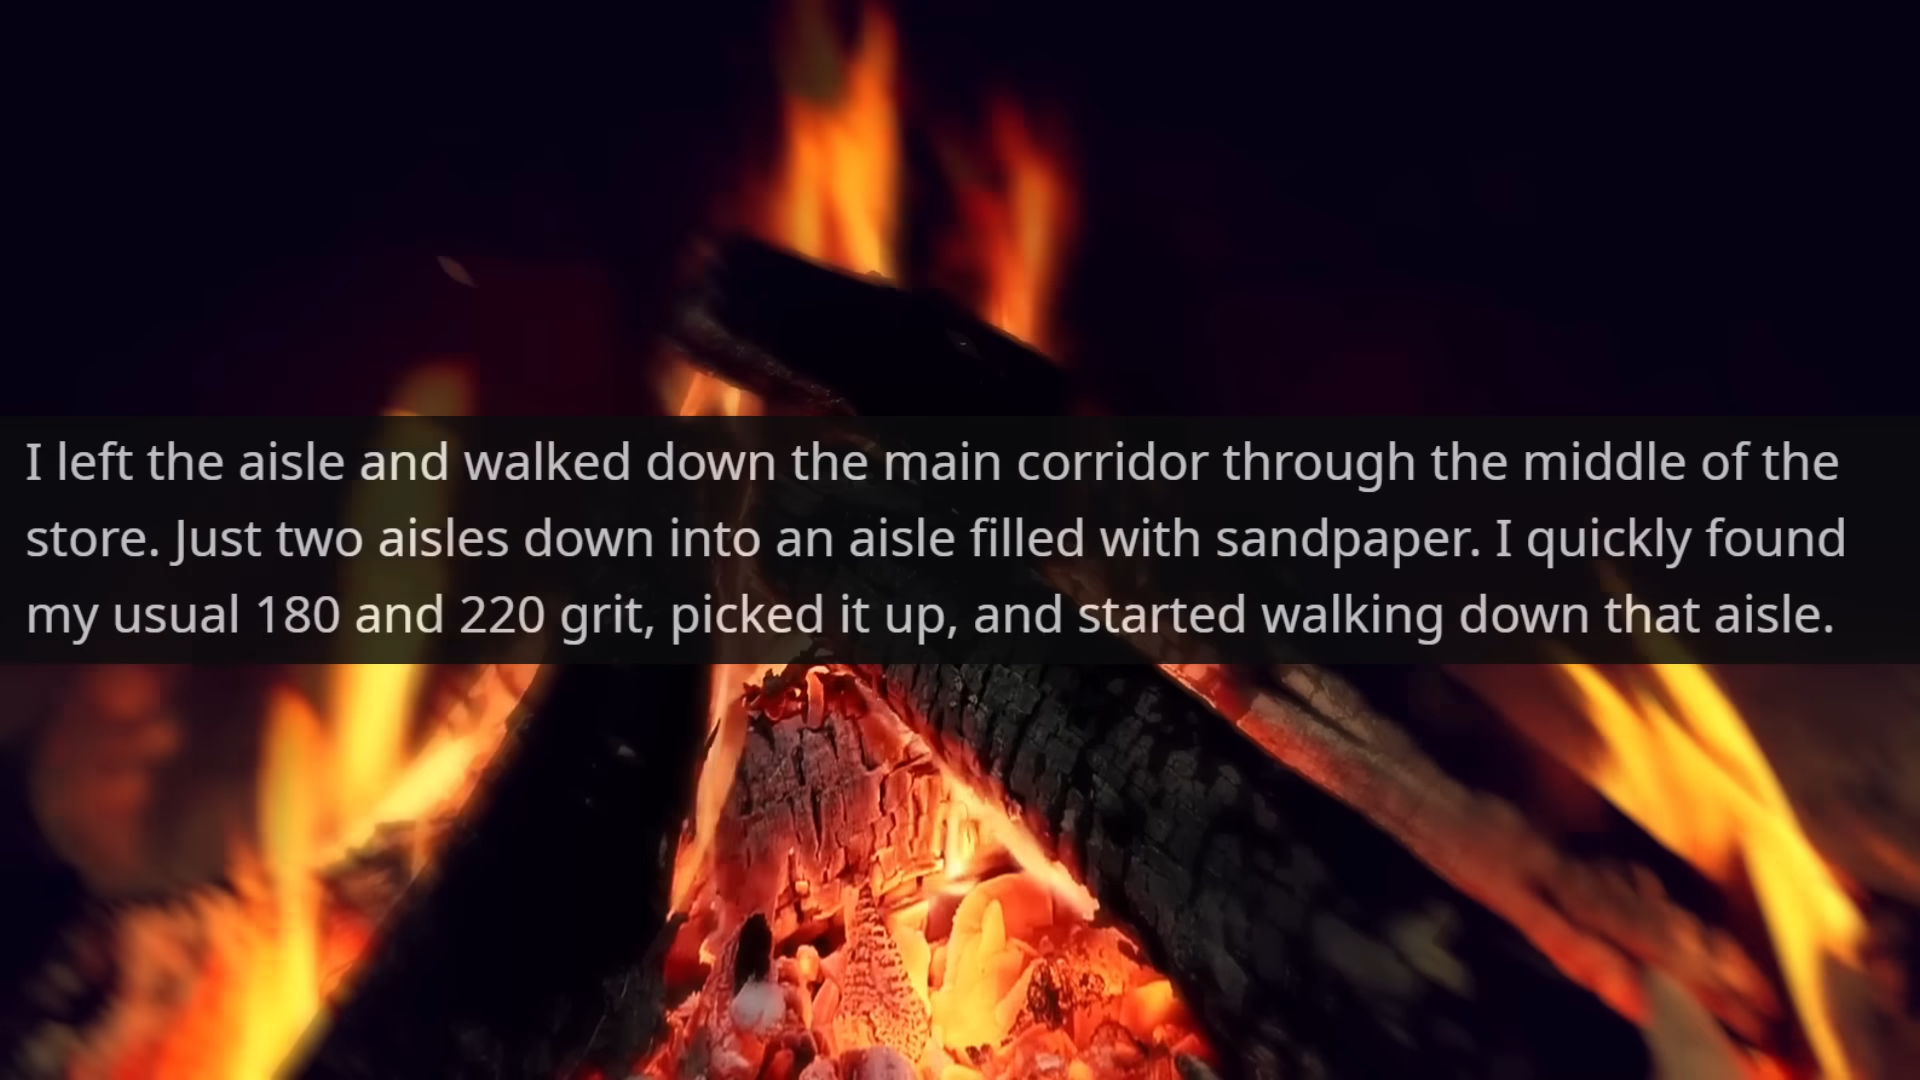 I left the aisle and walked down the main corridor through the middle of the
store. Just two aisles down into an aisle filled with sandpaper. I quickly found
my usual 180 and 220 grit, picked it up, and started walking down that aisle.